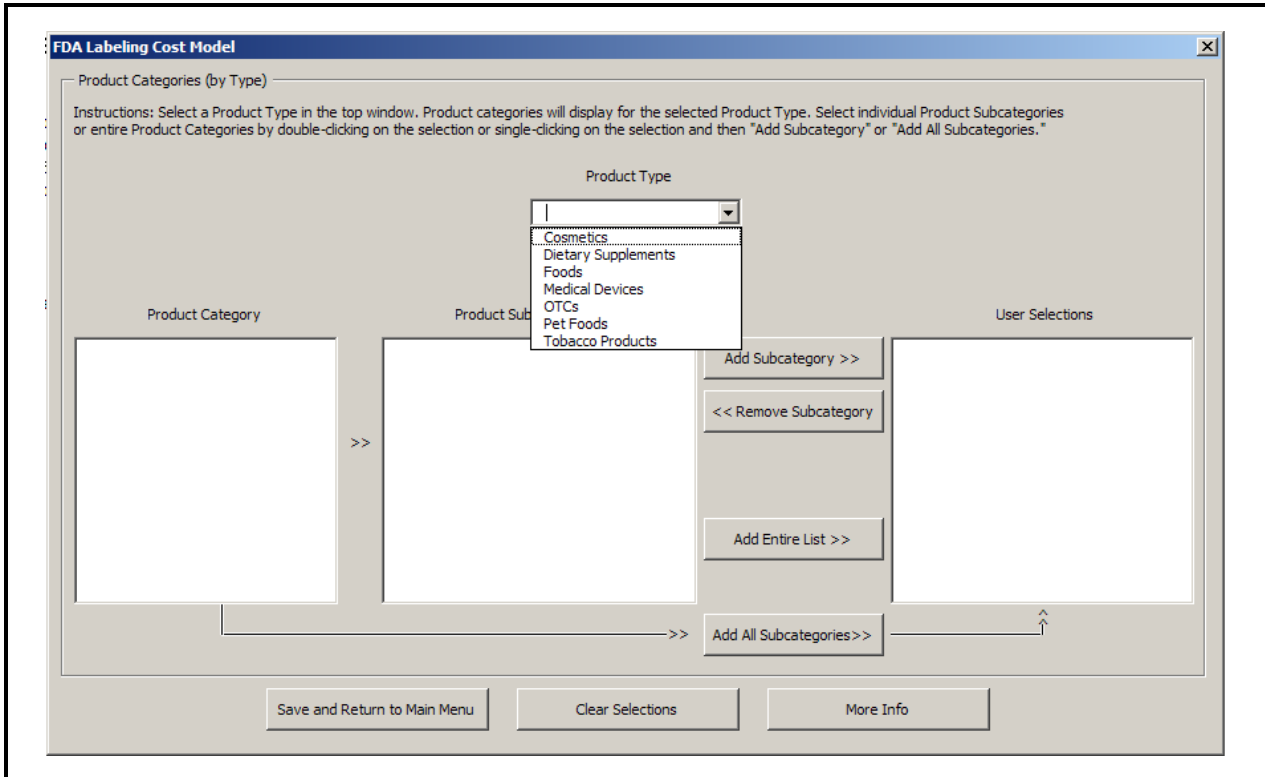 FDA Labeling Cost Model
Product Categories (by Type)
Instructions: Select a Product Type in the top window. Product categories will display for the selected Product Type. Select individual Product Subcategories
or entire Product Categories by double-clicking on the selection or single-clicking on the selection and then "Add Subcategory" or "Add All Subcategories."
Product Type
Cosmetics
Dietary Supplements
Foods
Medical Devices
OTCs
Pet Foods
Tobacco Products
Product Category
Product Sub
User Selections
Add Subcategory >>
<< Remove Subcategory
>>
Add Entire List >>
>>
Add All Subcategories>>
Save and Return to Main Menu
Clear Selections
More Info